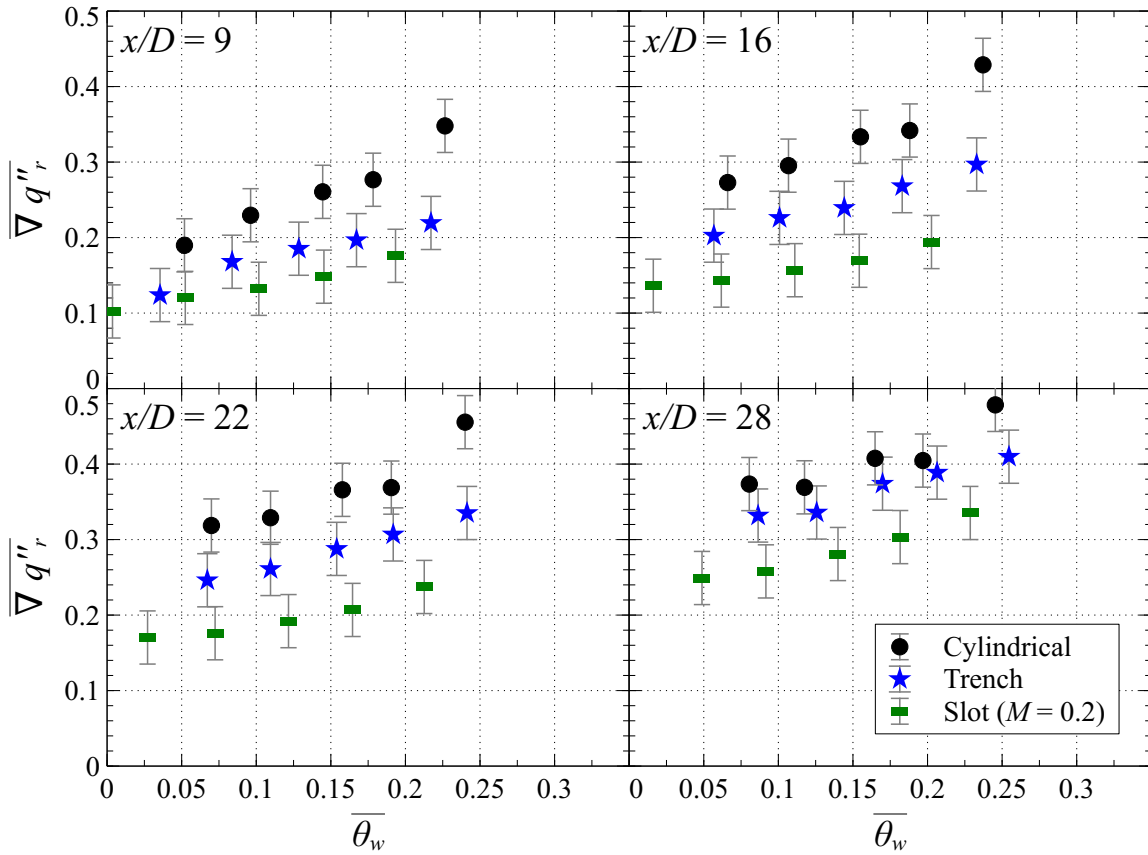 0.5
x/D = 9
x/D = 16
0.4
0.3
∇ q″r
0.2
0.1
0
0.5
x/D = 22
x/D = 28
0.4
0.3
∇ q″r
0.2
Cylindrical
Trench
0.1
Slot (M = 0.2)
0
0 0.05 0.1 0.15 0.2 0.25 0.3
0 0.05 0.1 0.15 0.2 0.25 0.3
θw
θw